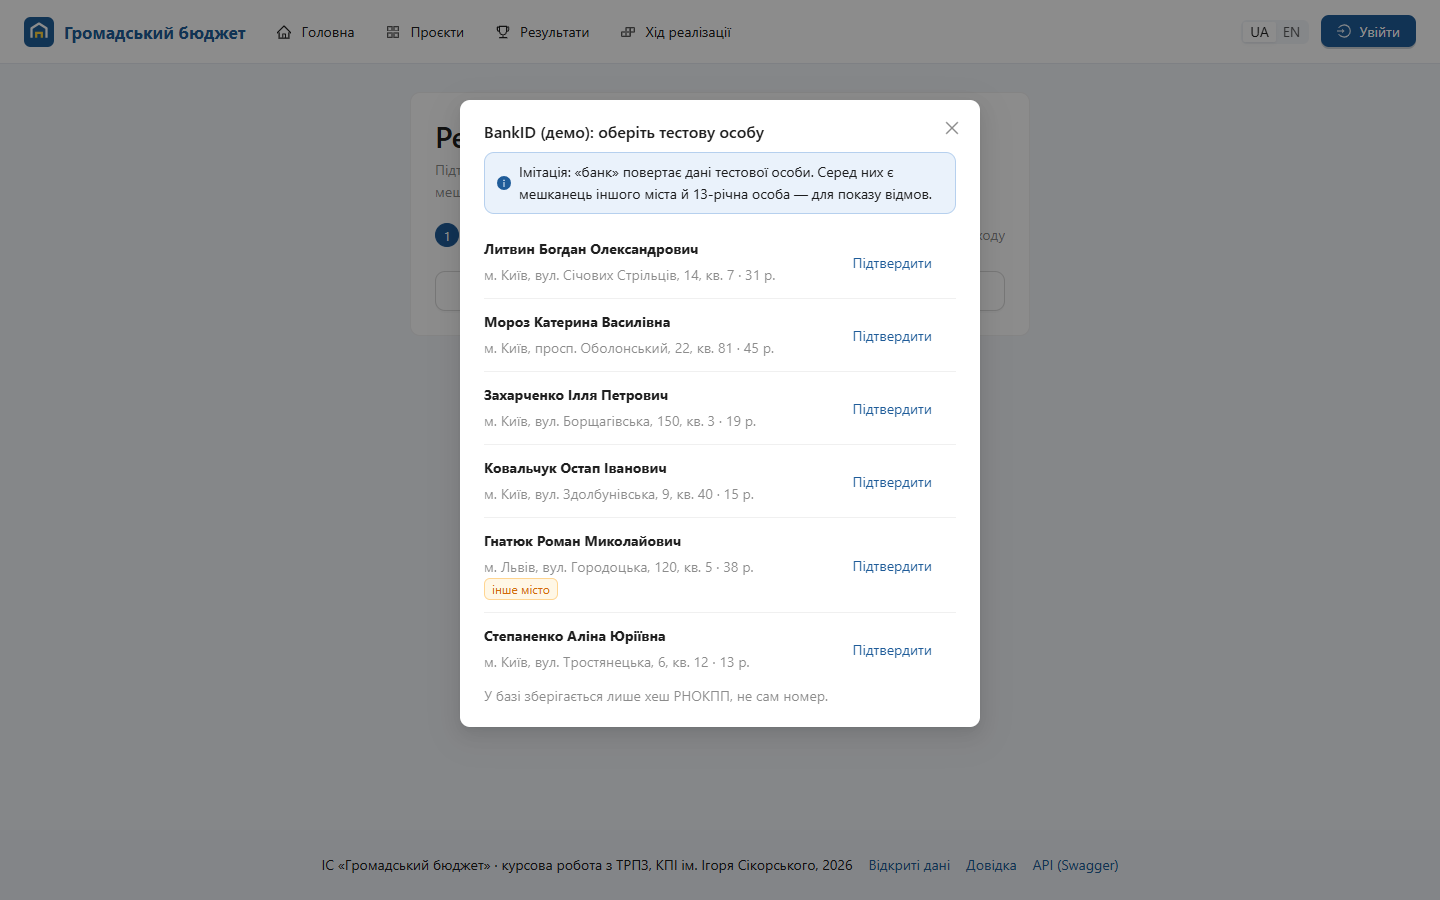 Громадський бюджет
Головна
Проєкти
Результати
Хід реалізації
UA EN
Увійти
Ре
Підт
меш
1
ходу
BankID (демо): оберіть тестову особу
Імітація: «банк» повертає дані тестової особи. Серед них є
мешканець іншого міста й 13-річна особа — для показу відмов.
Литвин Богдан Олександрович
м. Київ, вул. Січових Стрільців, 14, кв. 7 · 31 р.
Підтвердити
Мороз Катерина Василівна
м. Київ, просп. Оболонський, 22, кв. 81 · 45 р.
Підтвердити
Захарченко Ілля Петрович
м. Київ, вул. Борщагівська, 150, кв. 3 · 19 р.
Підтвердити
Ковальчук Остап Іванович
м. Київ, вул. Здолбунівська, 9, кв. 40 · 15 р.
Підтвердити
Гнатюк Роман Миколайович
м. Львів, вул. Городоцька, 120, кв. 5 · 38 р.
інше місто
Підтвердити
Степаненко Аліна Юріївна
м. Київ, вул. Тростянецька, 6, кв. 12 · 13 р.
Підтвердити
У базі зберігається лише хеш РНОКПП, не сам номер.
ІС «Громадський бюджет» · курсова робота з ТРПЗ, КПІ ім. Ігоря Сікорського, 2026
Відкриті дані
Довідка
API (Swagger)